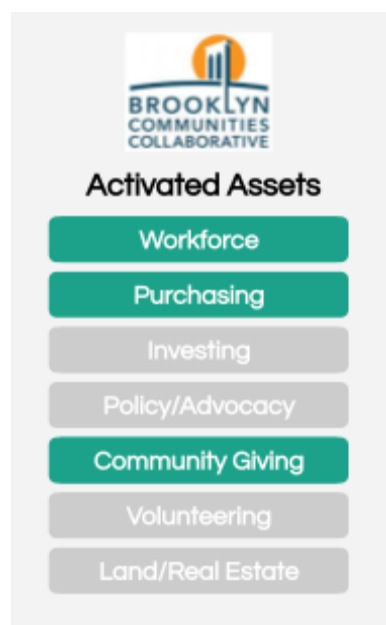 BROOKLYN
COMMUNITIES
COLLABORATIVE
Activated Assets
Workforce
Purchasing
Investing
Policy/Advocacy
Community Giving
Volunteering
Land/Real Estate